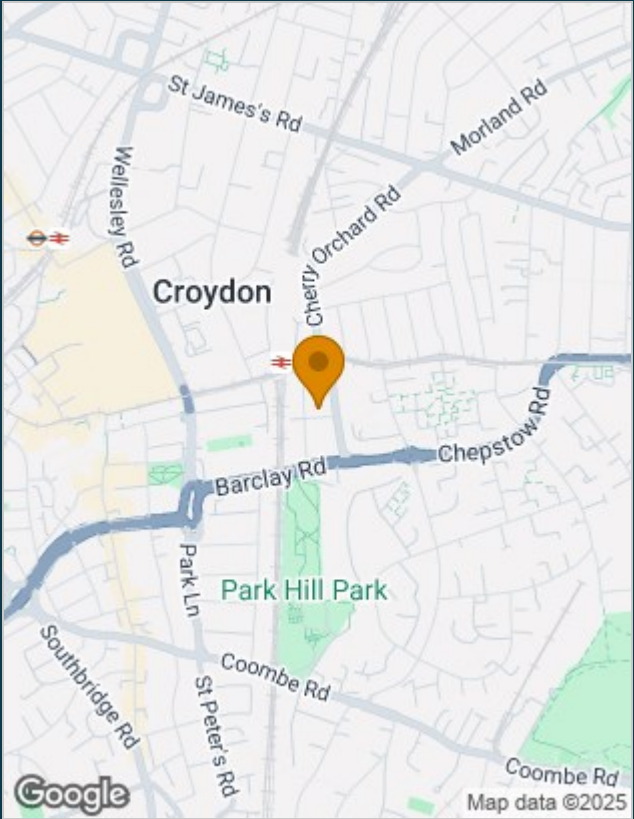 St James's Rd
Morland Rd
Wellesley Rd
Cherry Orchard Rd
Croydon
Chepstow Rd
Barclay Rd
Park Ln
Park Hill Park
Southbridge Rd
Coombe Rd
St Peter's Rd
Coombe Rd
Google
Map data ©2025